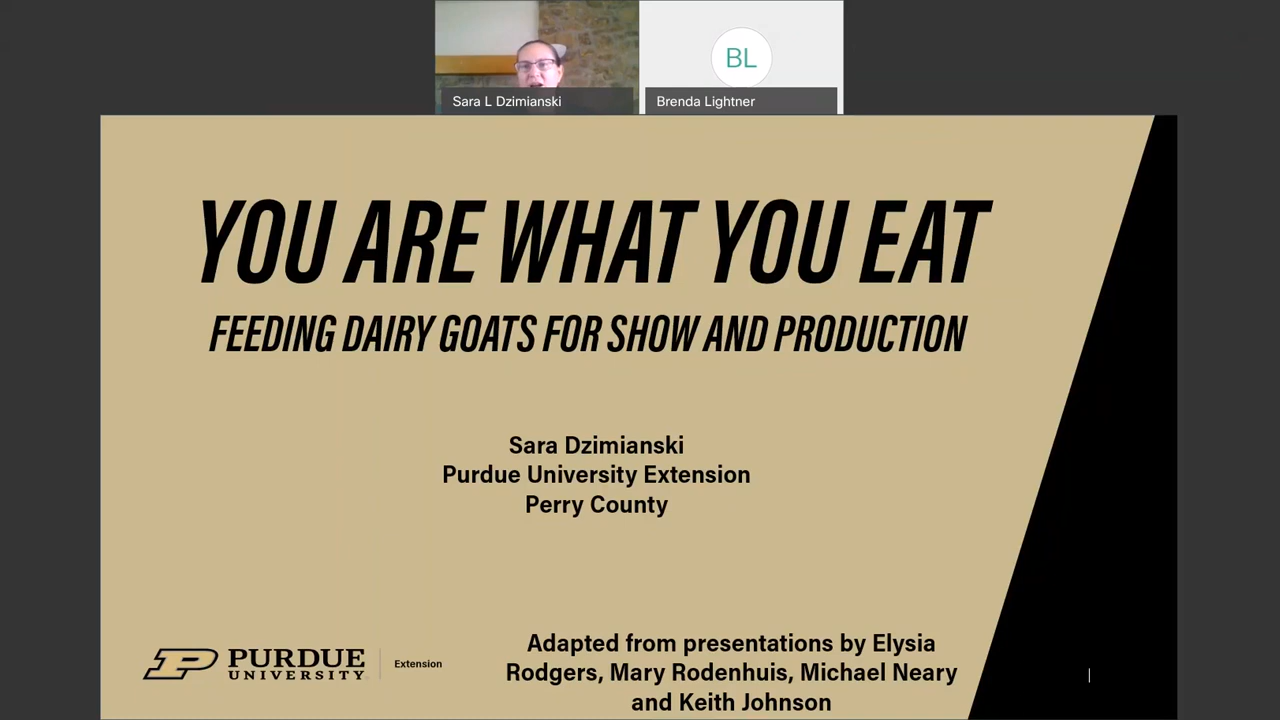 BL
Sara L Dzimianski
Brenda Lightner
YOU ARE WHAT YOU EAT
FEEDING DAIRY GOATS FOR SHOW AND PRODUCTION
Sara Dzimianski
Purdue University Extension
Perry County
PURDUE
UNIVERSITY
Extension
Adapted from presentations by Elysia
Rodgers, Mary Rodenhuis, Michael Neary
and Keith Johnson